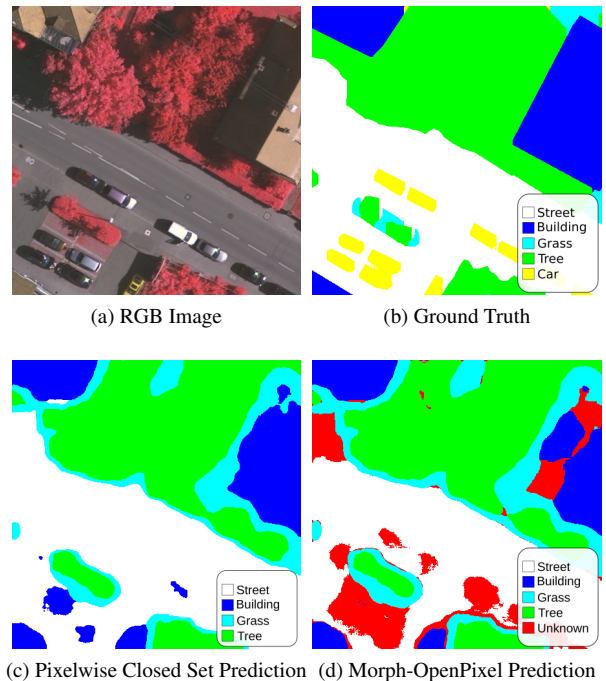 Street
Building
Grass
Tree
Car
(a) RGB Image
(b) Ground Truth
Street
Building
Grass
Tree
Street
Building
Grass
Tree
Unknown
(c) Pixelwise Closed Set Prediction
(d) Morph-OpenPixel Prediction